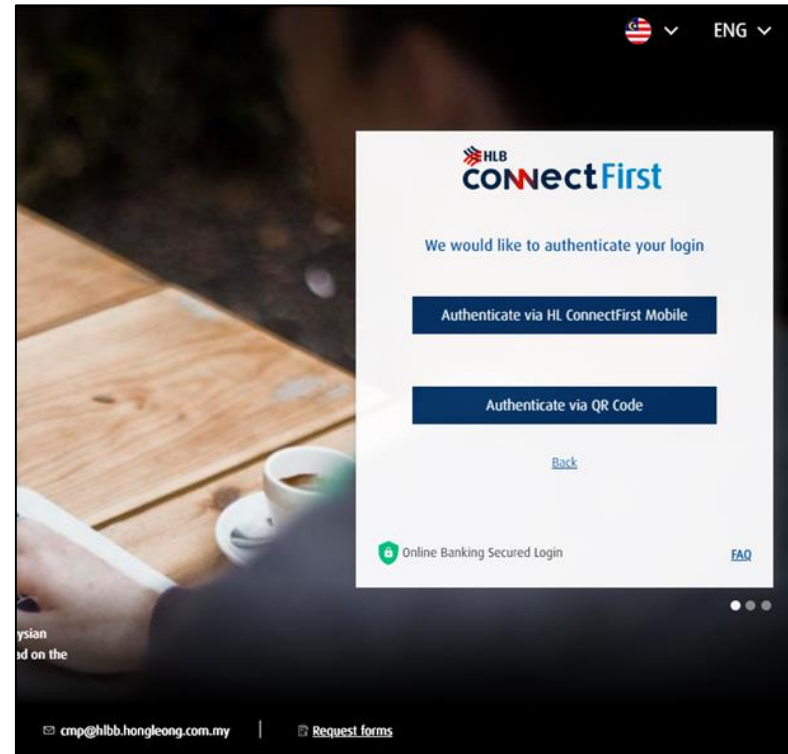 ENG
HLB
connectFirst
We would like to authenticate your login
Authenticate via HL ConnectFirst Mobile
Authenticate via QR Code
Back
Online Banking Secured Login
FAQ
ysian
ad on the
cmp@hlbb.hongleong.com.my | Request forms